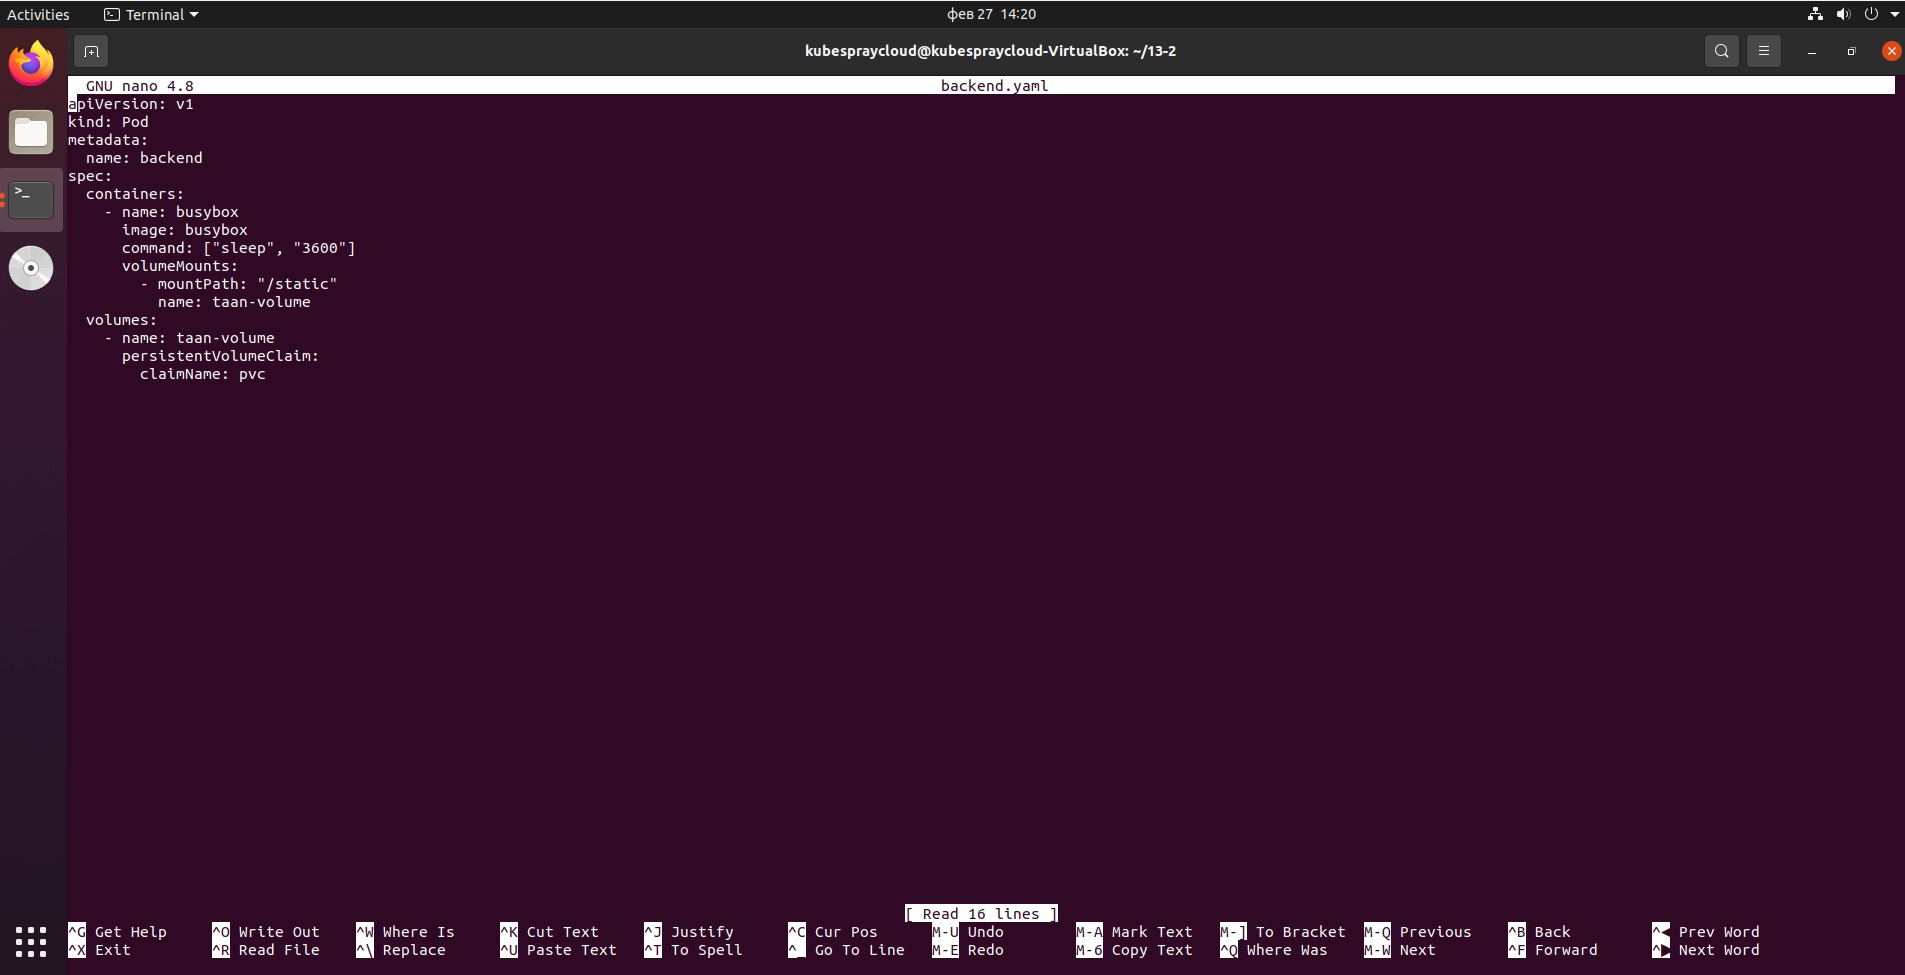 Activities Terminal фев 27 14:20
kubespraycloud@kubespraycloud-VirtualBox: ~/13-2
GNU nano 4.8 backend.yaml
apiVersion: v1
kind: Pod
metadata:
  name: backend
spec:
  containers:
    - name: busybox
      image: busybox
      command: ["sleep", "3600"]
      volumeMounts:
        - mountPath: "/static"
          name: taan-volume
  volumes:
    - name: taan-volume
      persistentVolumeClaim:
        claimName: pvc
[ Read 16 lines ]
^G Get Help ^O Write Out ^W Where Is ^K Cut Text ^J Justify ^C Cur Pos M-U Undo M-A Mark Text M-] To Bracket M-Q Previous ^B Back ^◀ Prev Word
^X Exit ^R Read File ^\ Replace ^U Paste Text ^T To Spell ^_ Go To Line M-E Redo M-6 Copy Text ^Q Where Was M-W Next ^F Forward ^▶ Next Word